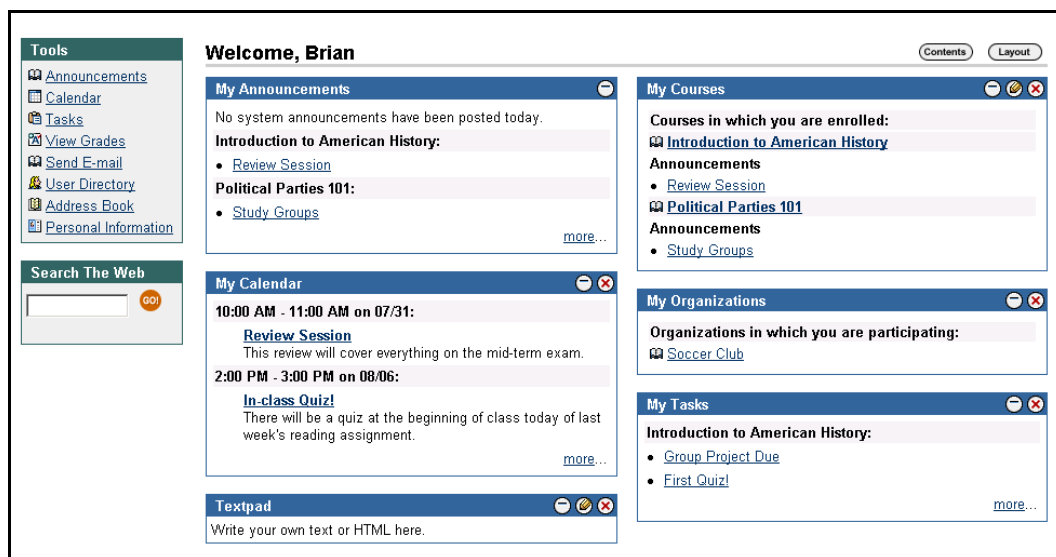 Tools
Announcements
Calendar
Tasks
View Grades
Send E-mail
User Directory
Address Book
Personal Information
Search The Web
GO!
Welcome, Brian
Contents
Layout
My Announcements
No system announcements have been posted today.
Introduction to American History:
Review Session
Political Parties 101:
Study Groups
more...
My Calendar
10:00 AM - 11:00 AM on 07/31:
Review Session
This review will cover everything on the mid-term exam.
2:00 PM - 3:00 PM on 08/06:
In-class Quiz!
There will be a quiz at the beginning of class today of last
week's reading assignment.
more...
Textpad
Write your own text or HTML here.
My Courses
Courses in which you are enrolled:
Introduction to American History
Announcements
Review Session
Political Parties 101
Announcements
Study Groups
My Organizations
Organizations in which you are participating:
Soccer Club
My Tasks
Introduction to American History:
Group Project Due
First Quiz!
more...